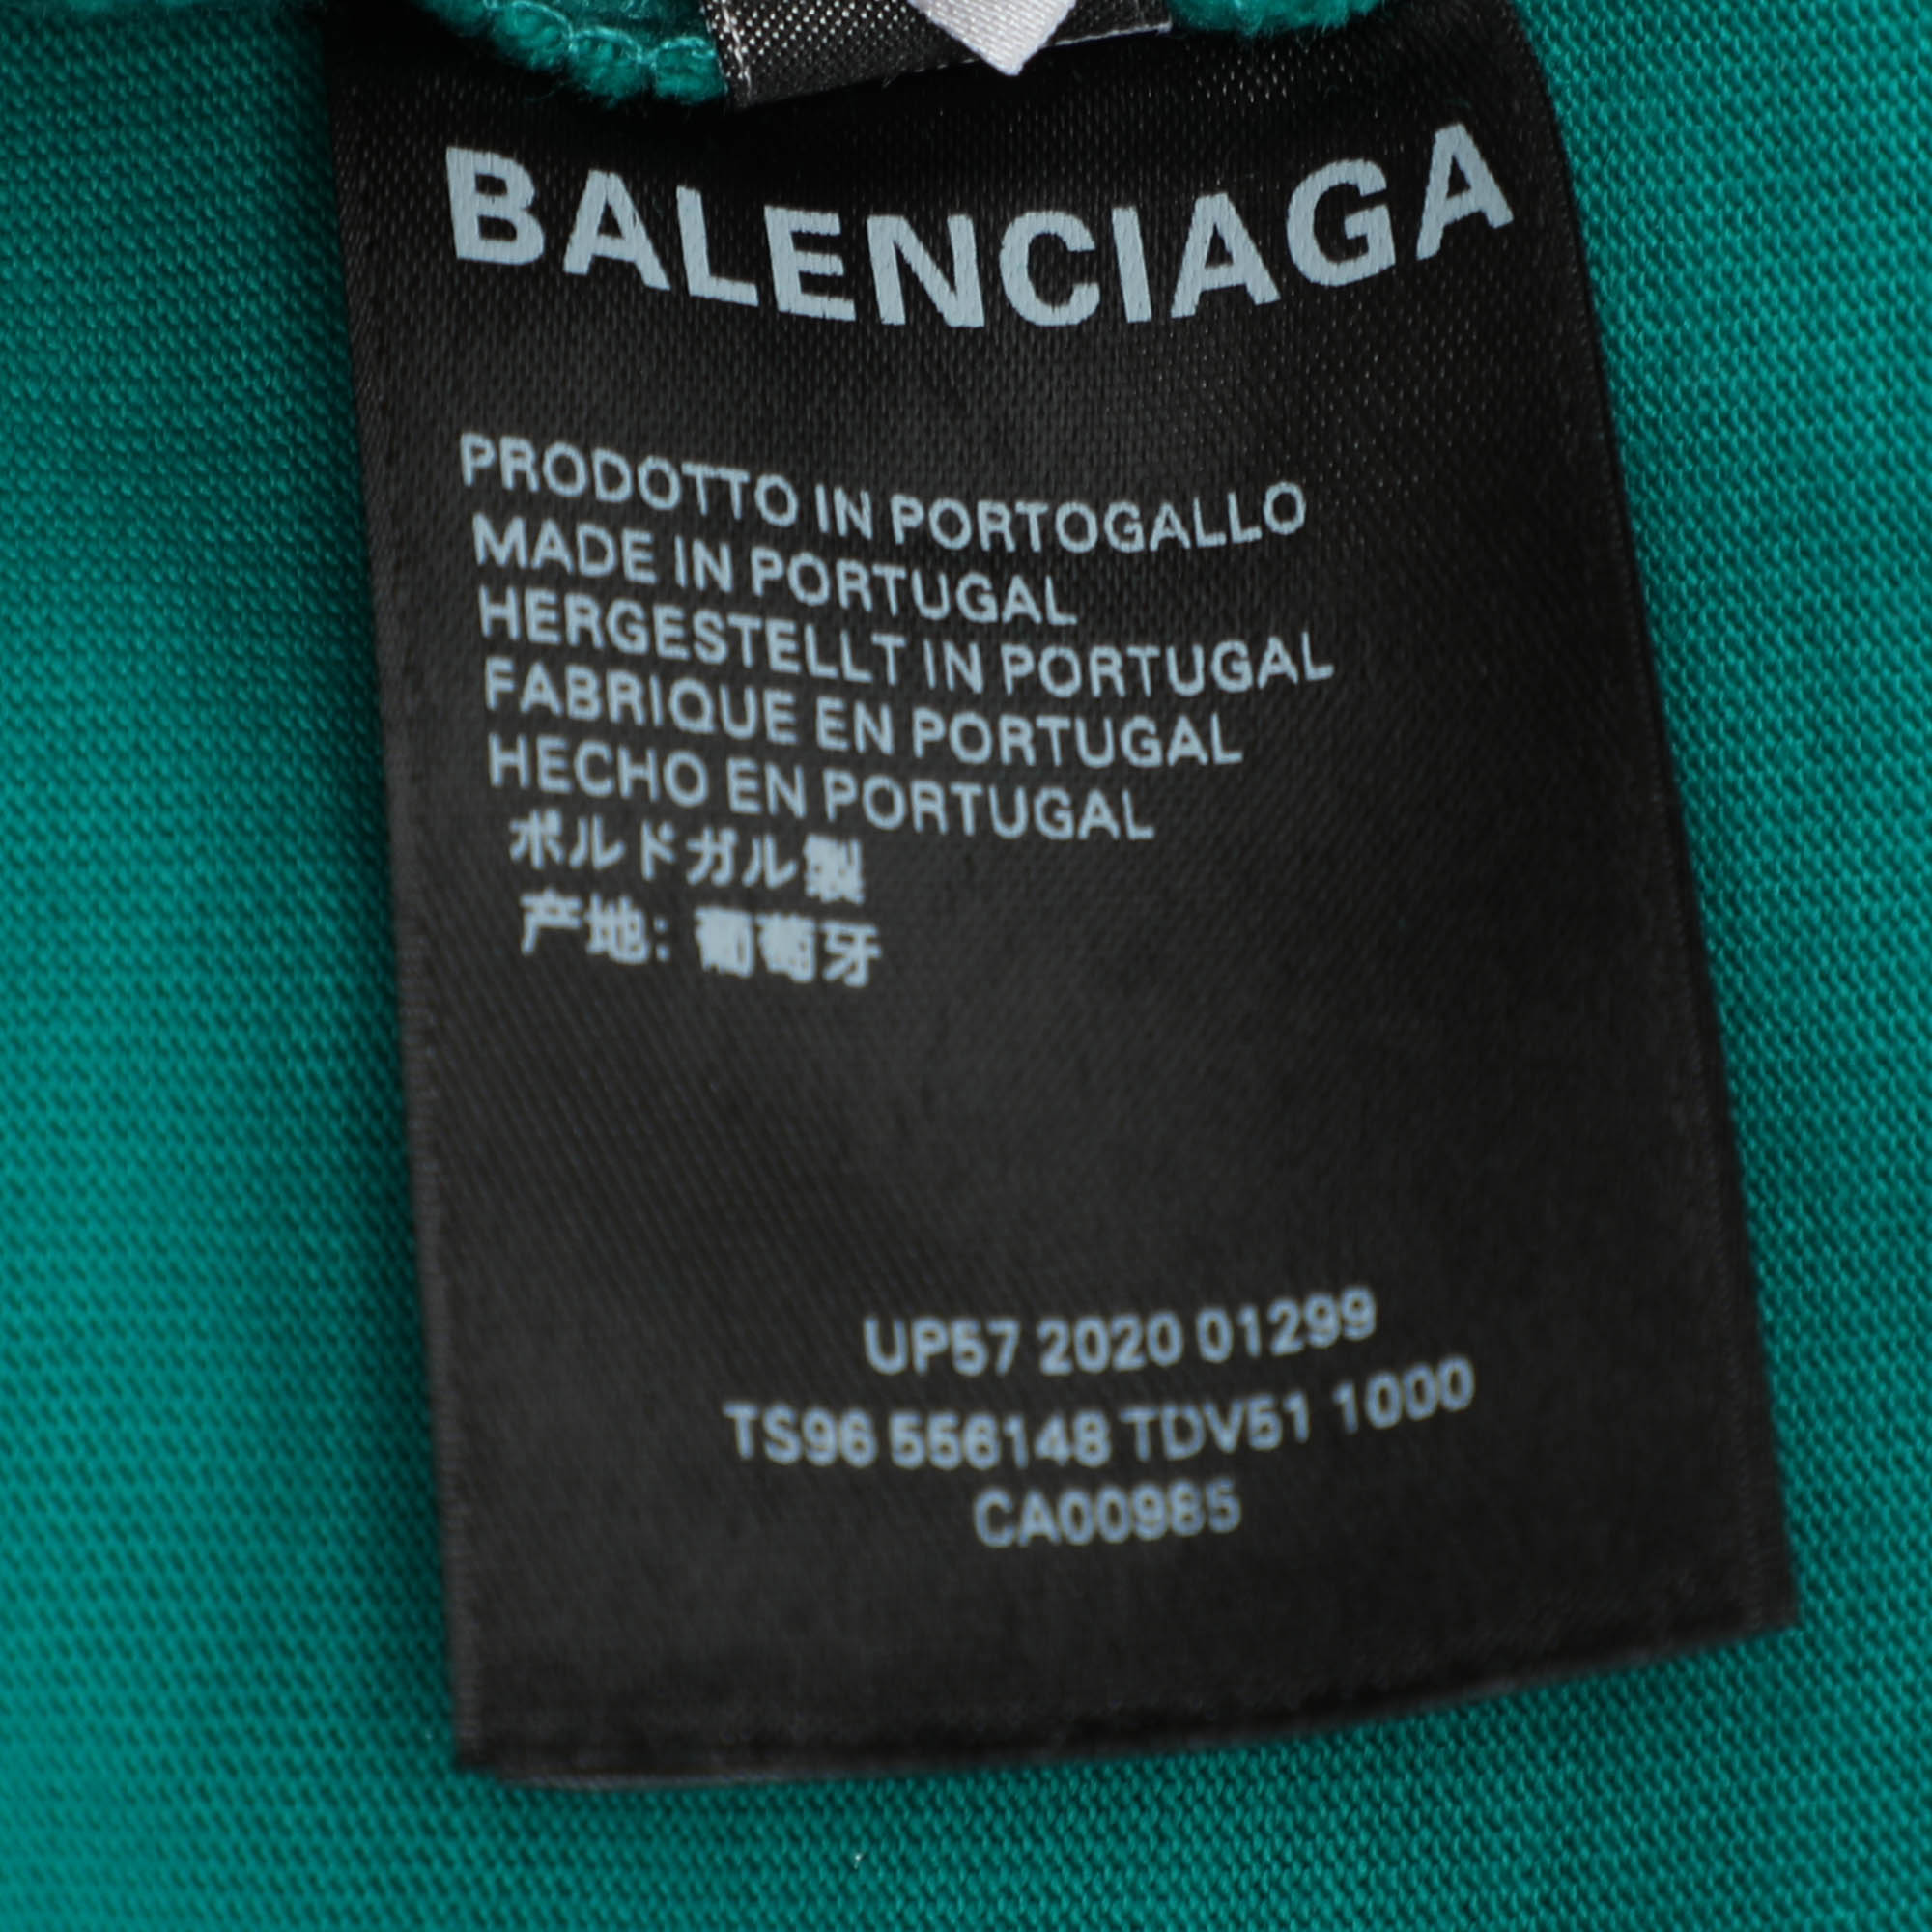 BALENCIAGA
PRODOTTO IN PORTOGALLO
MADE IN PORTUGAL
HERGESTELLT IN PORTUGAL
FABRIQUE EN PORTUGAL
HECHO EN PORTUGAL
ポルトガル製
产地: 葡萄牙
UP57 2020 01299
TS96 556148 TDV51 1000
CA00985